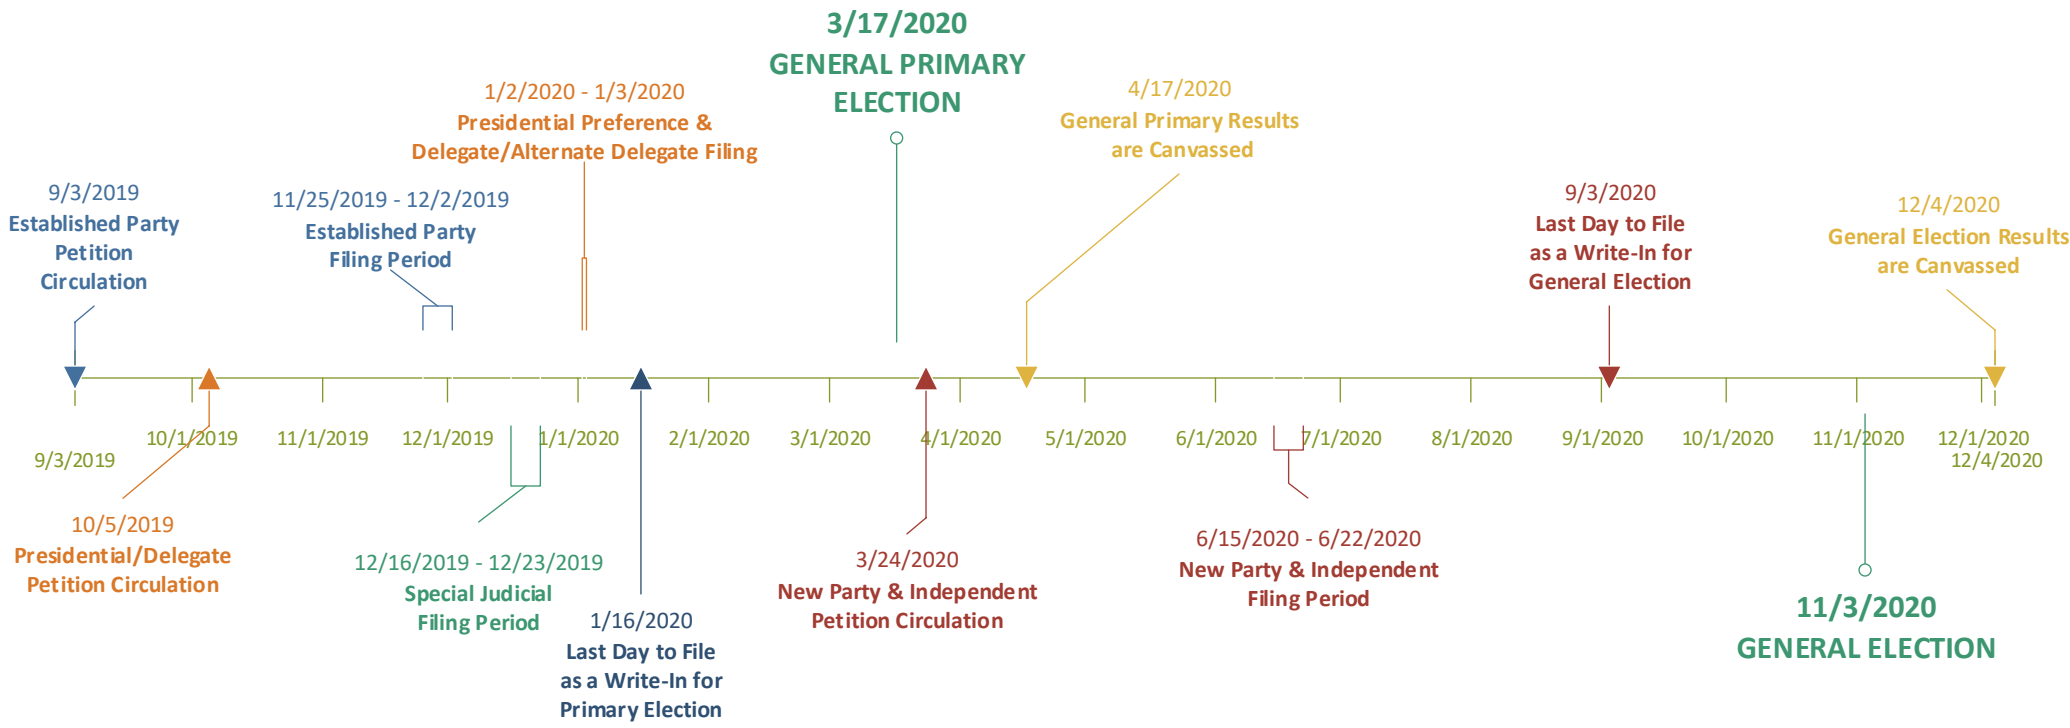 3/17/2020
GENERAL PRIMARY
ELECTION
1/2/2020 - 1/3/2020
Presidential Preference &
Delegate/Alternate Delegate Filing
4/17/2020
General Primary Results
are Canvassed
9/3/2019
Established Party
Petition
Circulation
11/25/2019 - 12/2/2019
Established Party
Filing Period
9/3/2020
Last Day to File
as a Write-In for
General Election
12/4/2020
General Election Results
are Canvassed
9/3/2019
10/1/2019
11/1/2019
12/1/2019
1/1/2020
2/1/2020
3/1/2020
4/1/2020
5/1/2020
6/1/2020
7/1/2020
8/1/2020
9/1/2020
10/1/2020
11/1/2020
12/1/2020
12/4/2020
10/5/2019
Presidential/Delegate
Petition Circulation
12/16/2019 - 12/23/2019
Special Judicial
Filing Period
1/16/2020
Last Day to File
as a Write-In for
Primary Election
3/24/2020
New Party & Independent
Petition Circulation
6/15/2020 - 6/22/2020
New Party & Independent
Filing Period
11/3/2020
GENERAL ELECTION